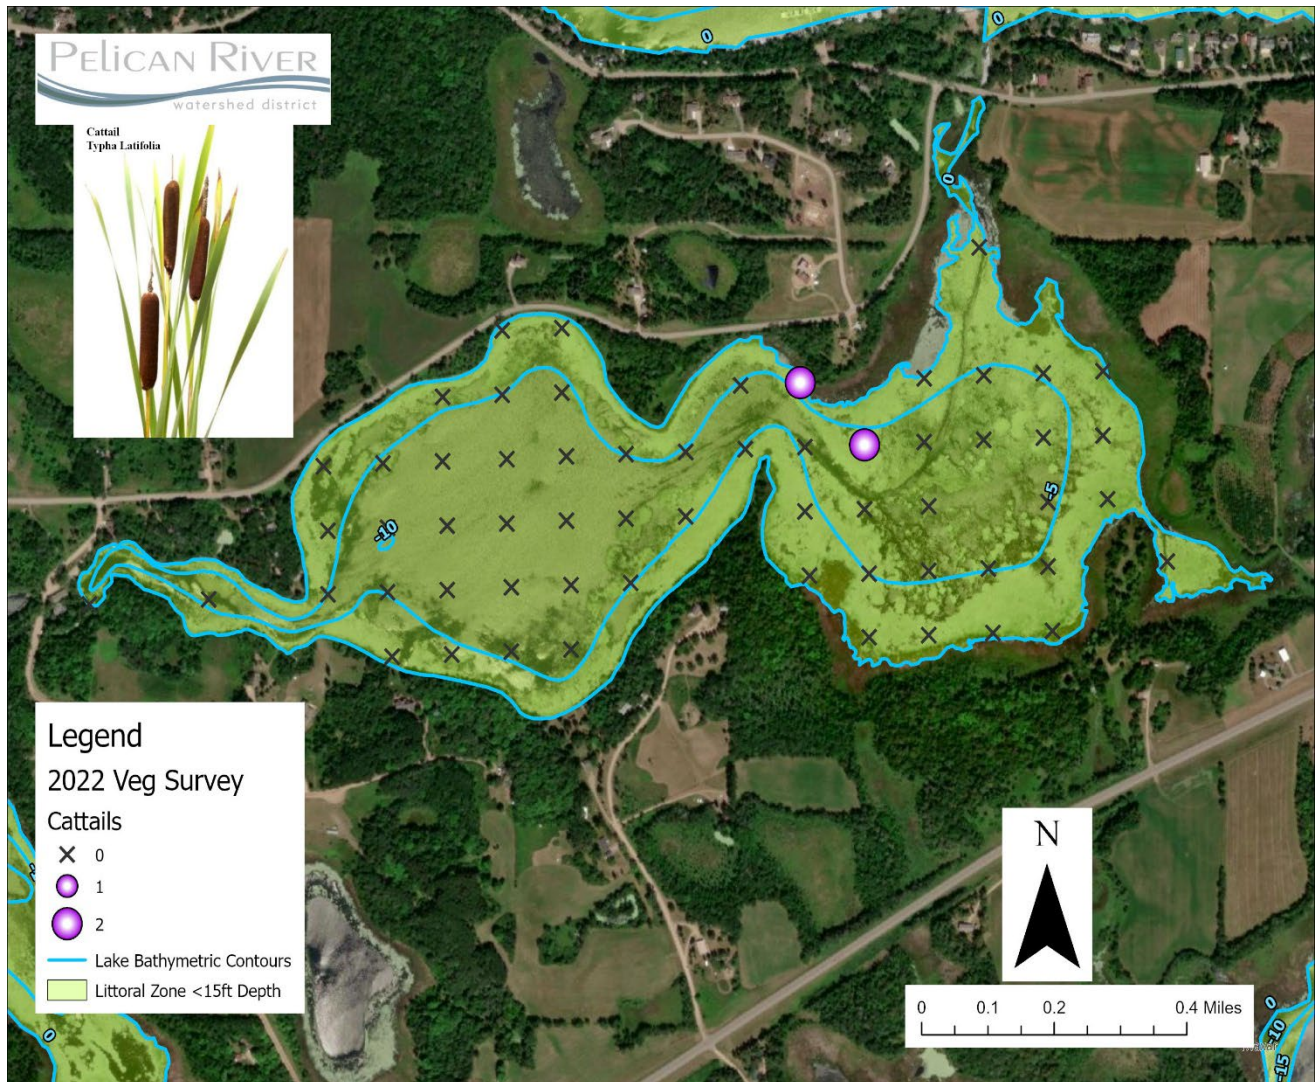 PELICAN RIVER
watershed district
Cattail
Typha Latifolia
0
0
0
-10
-5
Legend
2022 Veg Survey
Cattails
0
1
2
Lake Bathymetric Contours
Littoral Zone <15ft Depth
0
N
0 0.1 0.2 0.4 Miles
0
-10
-15